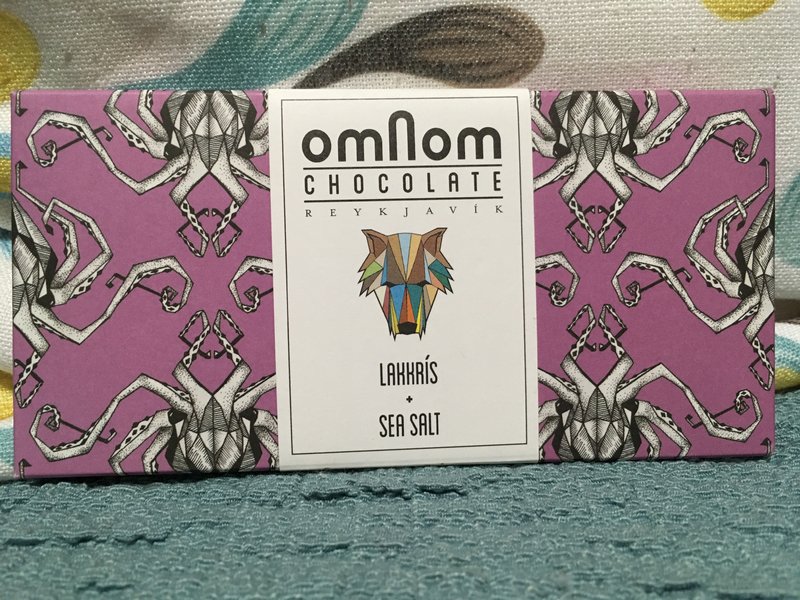 omnom
CHOCOLATE
REYKJAVÍK
LAKKRÍS
+
SEA SALT